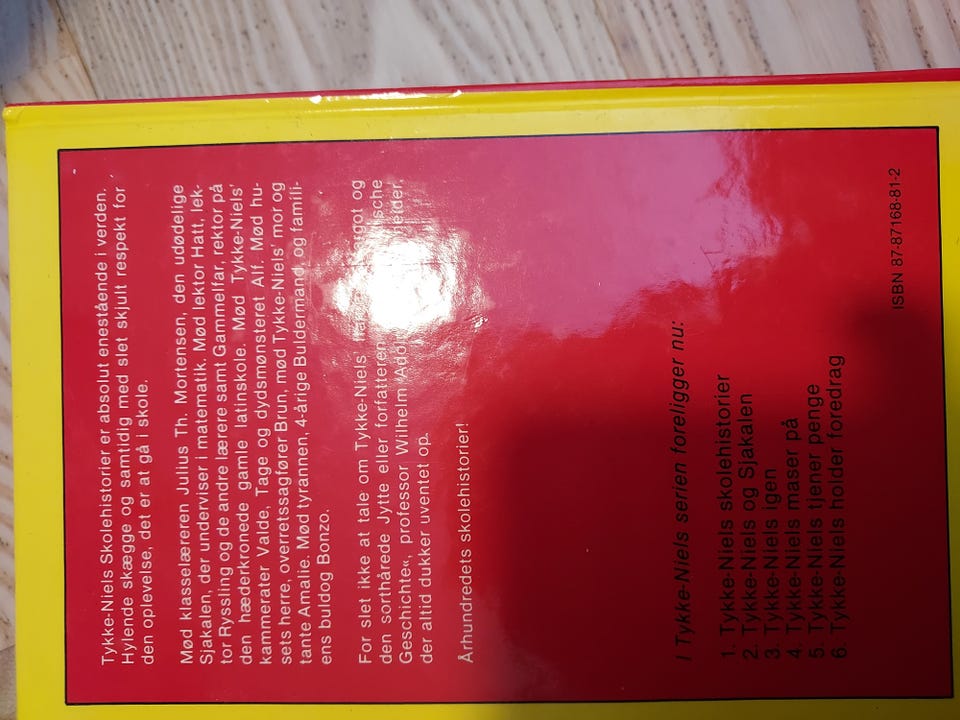 Tykke-Niels Skolehistorier er absolut enestående i verden.
Hylende skægge og samtidig med slet skjult respekt for
den oplevelse, det er at gå i skole.
Mød klasselæreren Julius Th. Mortensen, den udødelige
Sjakalen, der underviser i matematik. Mød lektor Hatt, lek-
tor Ryssling og de andre lærere samt Gammelfar, rektor på
den hæderkronede gamle latinskole. Mød Tykke-Niels'
kammerater Valde, Tage og dydsmønsteret Alf. Mød hu-
sets herre, overretssagfører Brun, mød Tykke-Niels' mor og
tante Amalie. Mød tyrannen, 4-årige Buldermand, og famili-
ens buldog Bonzo.
For slet ikke at tale om Tykke-Niels og
den sorthårede Jytte eller forfatteren
Geschichte«, professor Wilhelm
der altid dukker uventet op.
Århundredets skolehistorier!
I Tykke-Niels serien foreligger nu:
1. Tykke-Niels skolehistorier
2. Tykke-Niels og Sjakalen
3. Tykke-Niels igen
4. Tykke-Niels maser på
5. Tykke-Niels tjener penge
6. Tykke-Niels holder foredrag
ISBN 87-87168-81-2